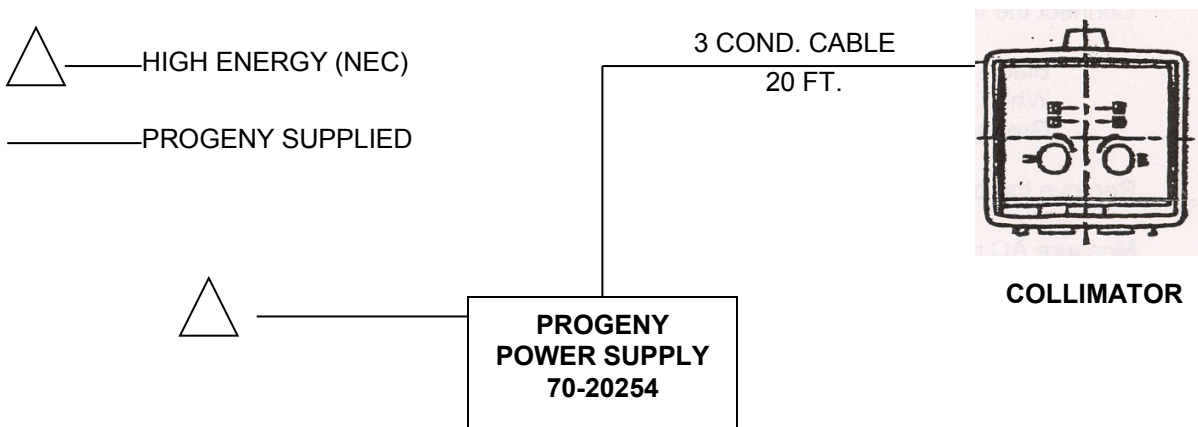 HIGH ENERGY (NEC)
PROGENY SUPPLIED
3 COND. CABLE
20 FT.
COLLIMATOR
PROGENY
POWER SUPPLY
70-20254